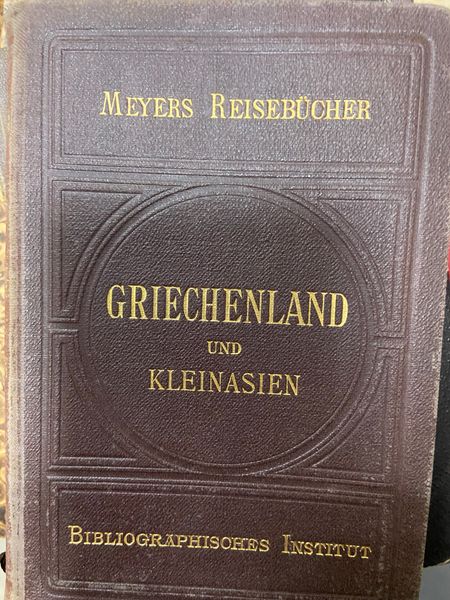 MEYERS REISEBÜCHER
GRIECHENLAND
UND
KLEINASIEN
BIBLIOGRAPHISCHES INSTITUT